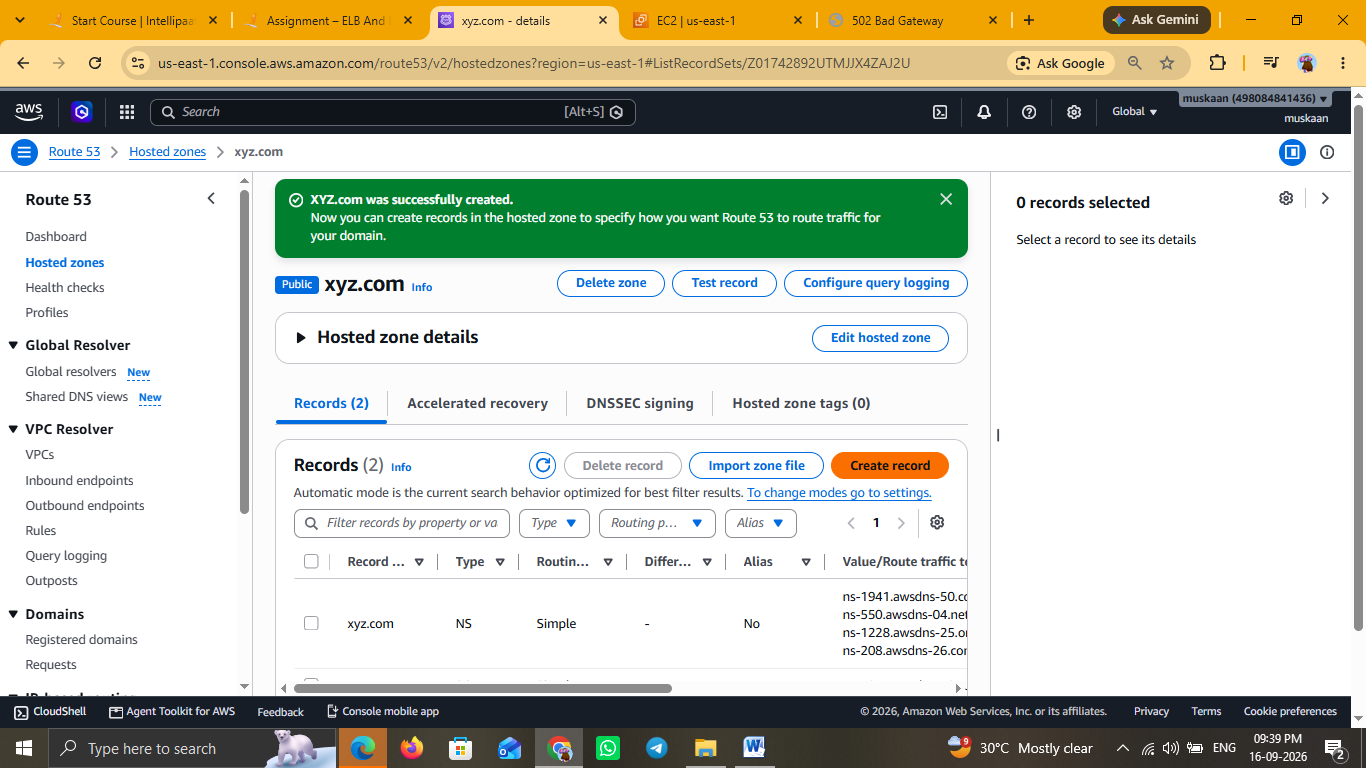 Start Course | Intellipaa
Assignment – ELB And
xyz.com - details
EC2 | us-east-1
502 Bad Gateway
Ask Gemini
us-east-1.console.aws.amazon.com/route53/v2/hostedzones?region=us-east-1#ListRecordSets/Z01742892UTMJJX4ZAJ2U
Ask Google
aws
Search
[Alt+S]
Global
muskaan (498084841436)
muskaan
Route 53
Hosted zones
xyz.com
Route 53
Dashboard
Hosted zones
Health checks
Profiles
Global Resolver
Global resolvers New
Shared DNS views New
VPC Resolver
VPCs
Inbound endpoints
Outbound endpoints
Rules
Query logging
Outposts
Domains
Registered domains
Requests
XYZ.com was successfully created.
Now you can create records in the hosted zone to specify how you want Route 53 to route traffic for
your domain.
Public xyz.com Info
Delete zone
Test record
Configure query logging
Hosted zone details
Edit hosted zone
Records (2)
Accelerated recovery
DNSSEC signing
Hosted zone tags (0)
Records (2) Info
Delete record
Import zone file
Create record
Automatic mode is the current search behavior optimized for best filter results. To change modes go to settings.
Filter records by property or va
Type
Routing p...
Alias
1
Record ...
Type
Routin...
Differ...
Alias
Value/Route traffic to
xyz.com
NS
Simple
-
No
ns-1941.awsdns-50.co
ns-550.awsdns-04.net
ns-1228.awsdns-25.or
ns-208.awsdns-26.com
0 records selected
Select a record to see its details
CloudShell
Agent Toolkit for AWS
Feedback
Console mobile app
© 2026, Amazon Web Services, Inc. or its affiliates.
Privacy
Terms
Cookie preferences
Type here to search
9
30°C Mostly clear
ENG
09:39 PM
16-09-2026
2